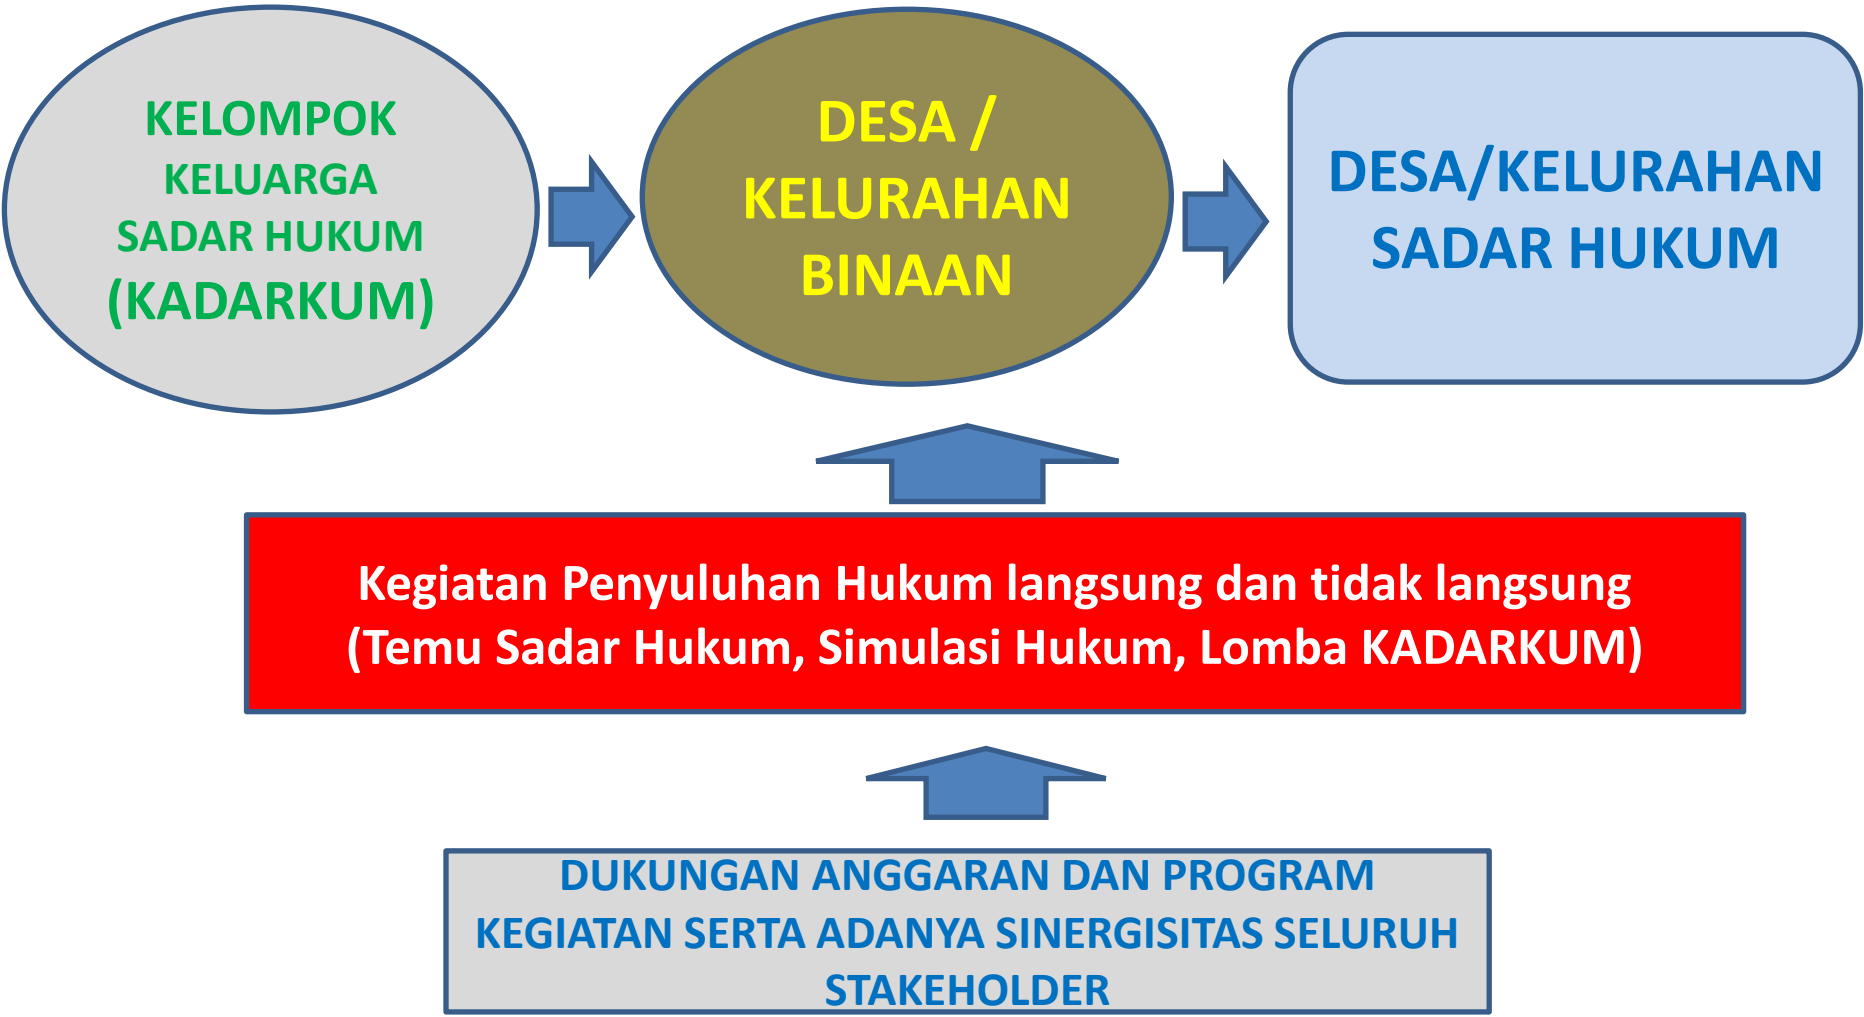 KELOMPOK
KELUARGA
SADAR HUKUM
(KADARKUM)
DESA /
KELURAHAN
BINAAN
DESA/KELURAHAN
SADAR HUKUM
Kegiatan Penyuluhan Hukum langsung dan tidak langsung
(Temu Sadar Hukum, Simulasi Hukum, Lomba KADARKUM)
DUKUNGAN ANGGARAN DAN PROGRAM
KEGIATAN SERTA ADANYA SINERGISITAS SELURUH
STAKEHOLDER